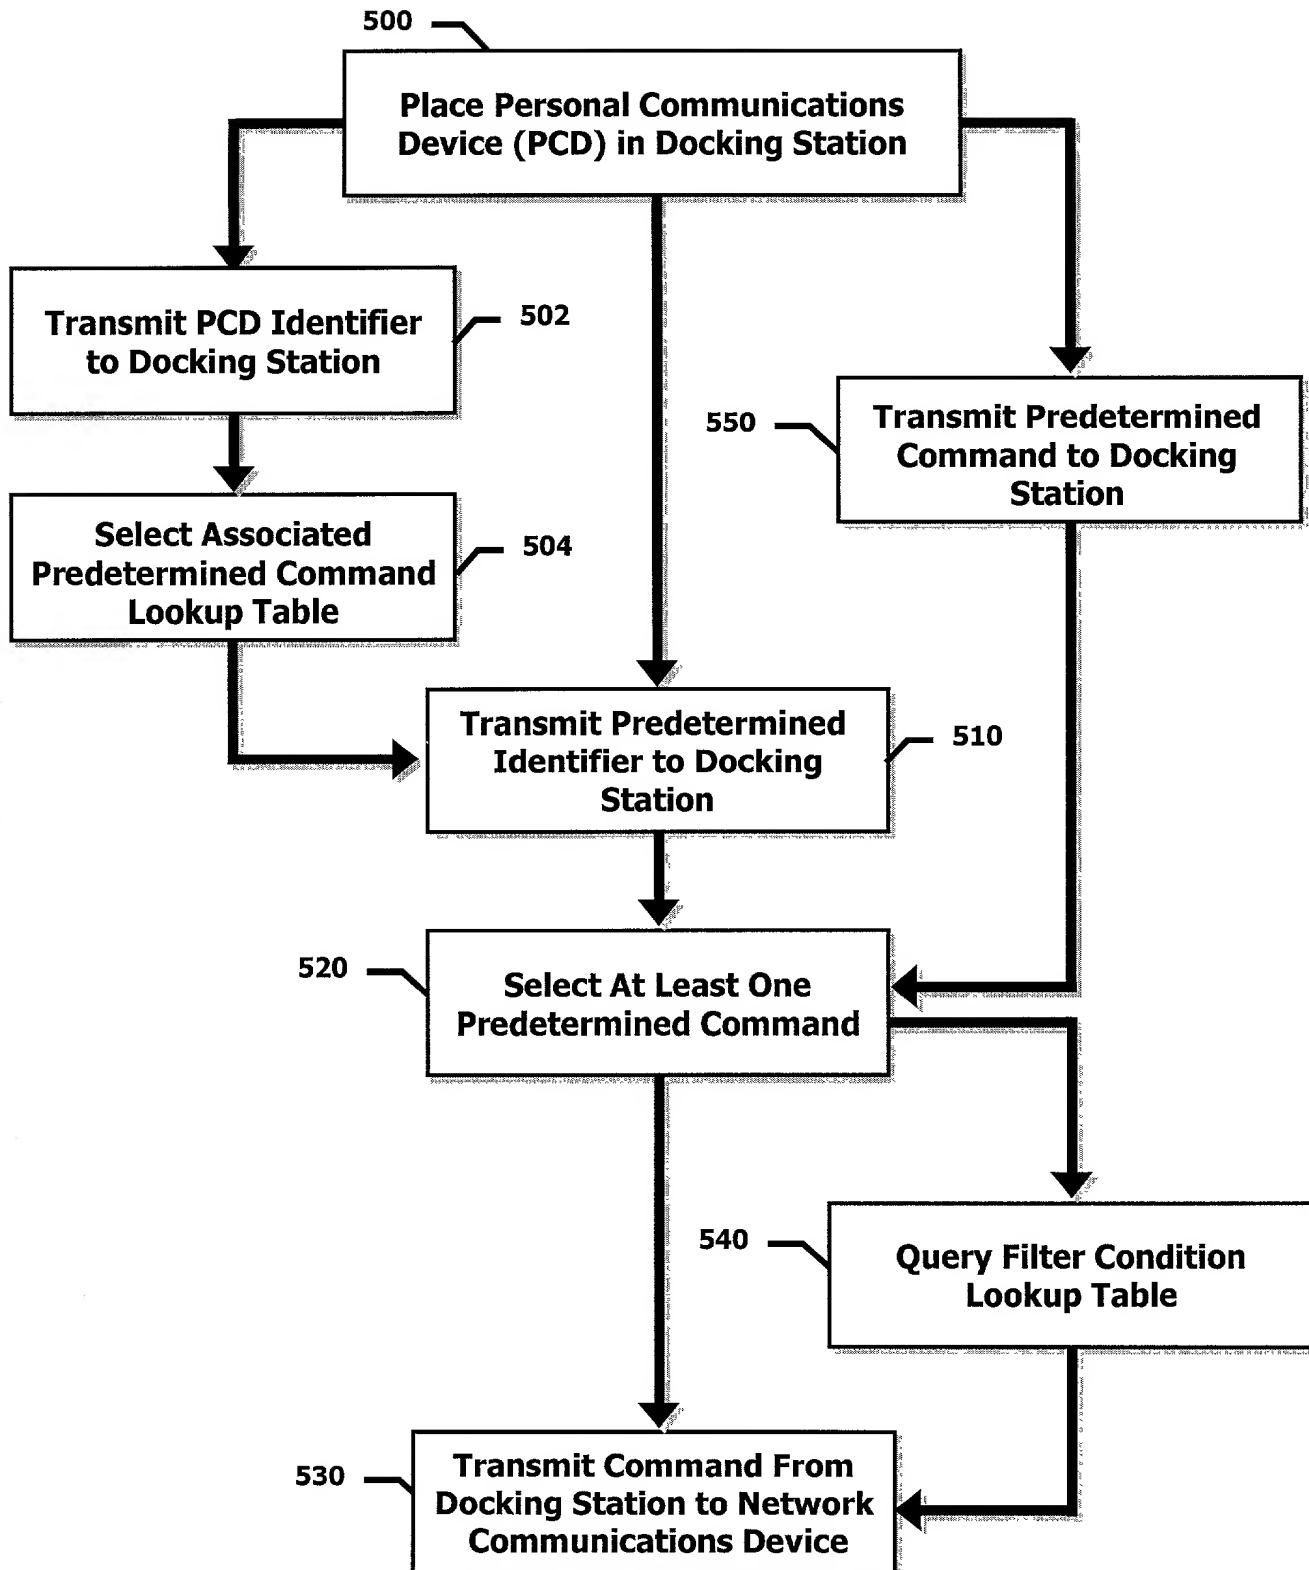 500
Place Personal Communications
Device (PCD) in Docking Station
Transmit PCD Identifier
to Docking Station
502
550
Transmit Predetermined
Command to Docking
Station
Select Associated
Predetermined Command
Lookup Table
504
Transmit Predetermined
Identifier to Docking
Station
510
520
Select At Least One
Predetermined Command
540
Query Filter Condition
Lookup Table
530
Transmit Command From
Docking Station to Network
Communications Device